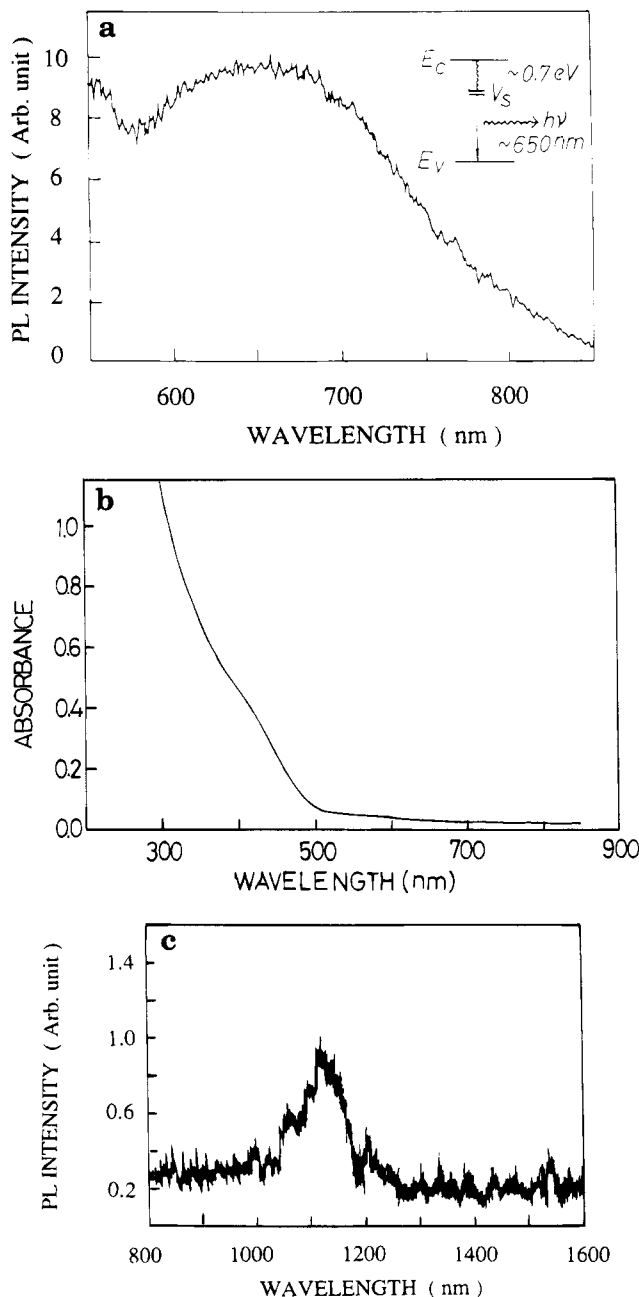 a
PL INTENSITY ( Arb. unit )
10
8
6
4
2
0
E_C
~0.7 eV
V_S
hν
~650nm
E_V
600 700 800
WAVELENGTH ( nm )
b
ABSORBANCE
1.0
0.8
0.6
0.4
0.2
0.0
300 500 700 900
WAVELENGTH (nm)
c
PL INTENSITY ( Arb. unit )
1.4
1.0
0.6
0.2
800 1000 1200 1400 1600
WAVELENGTH ( nm )